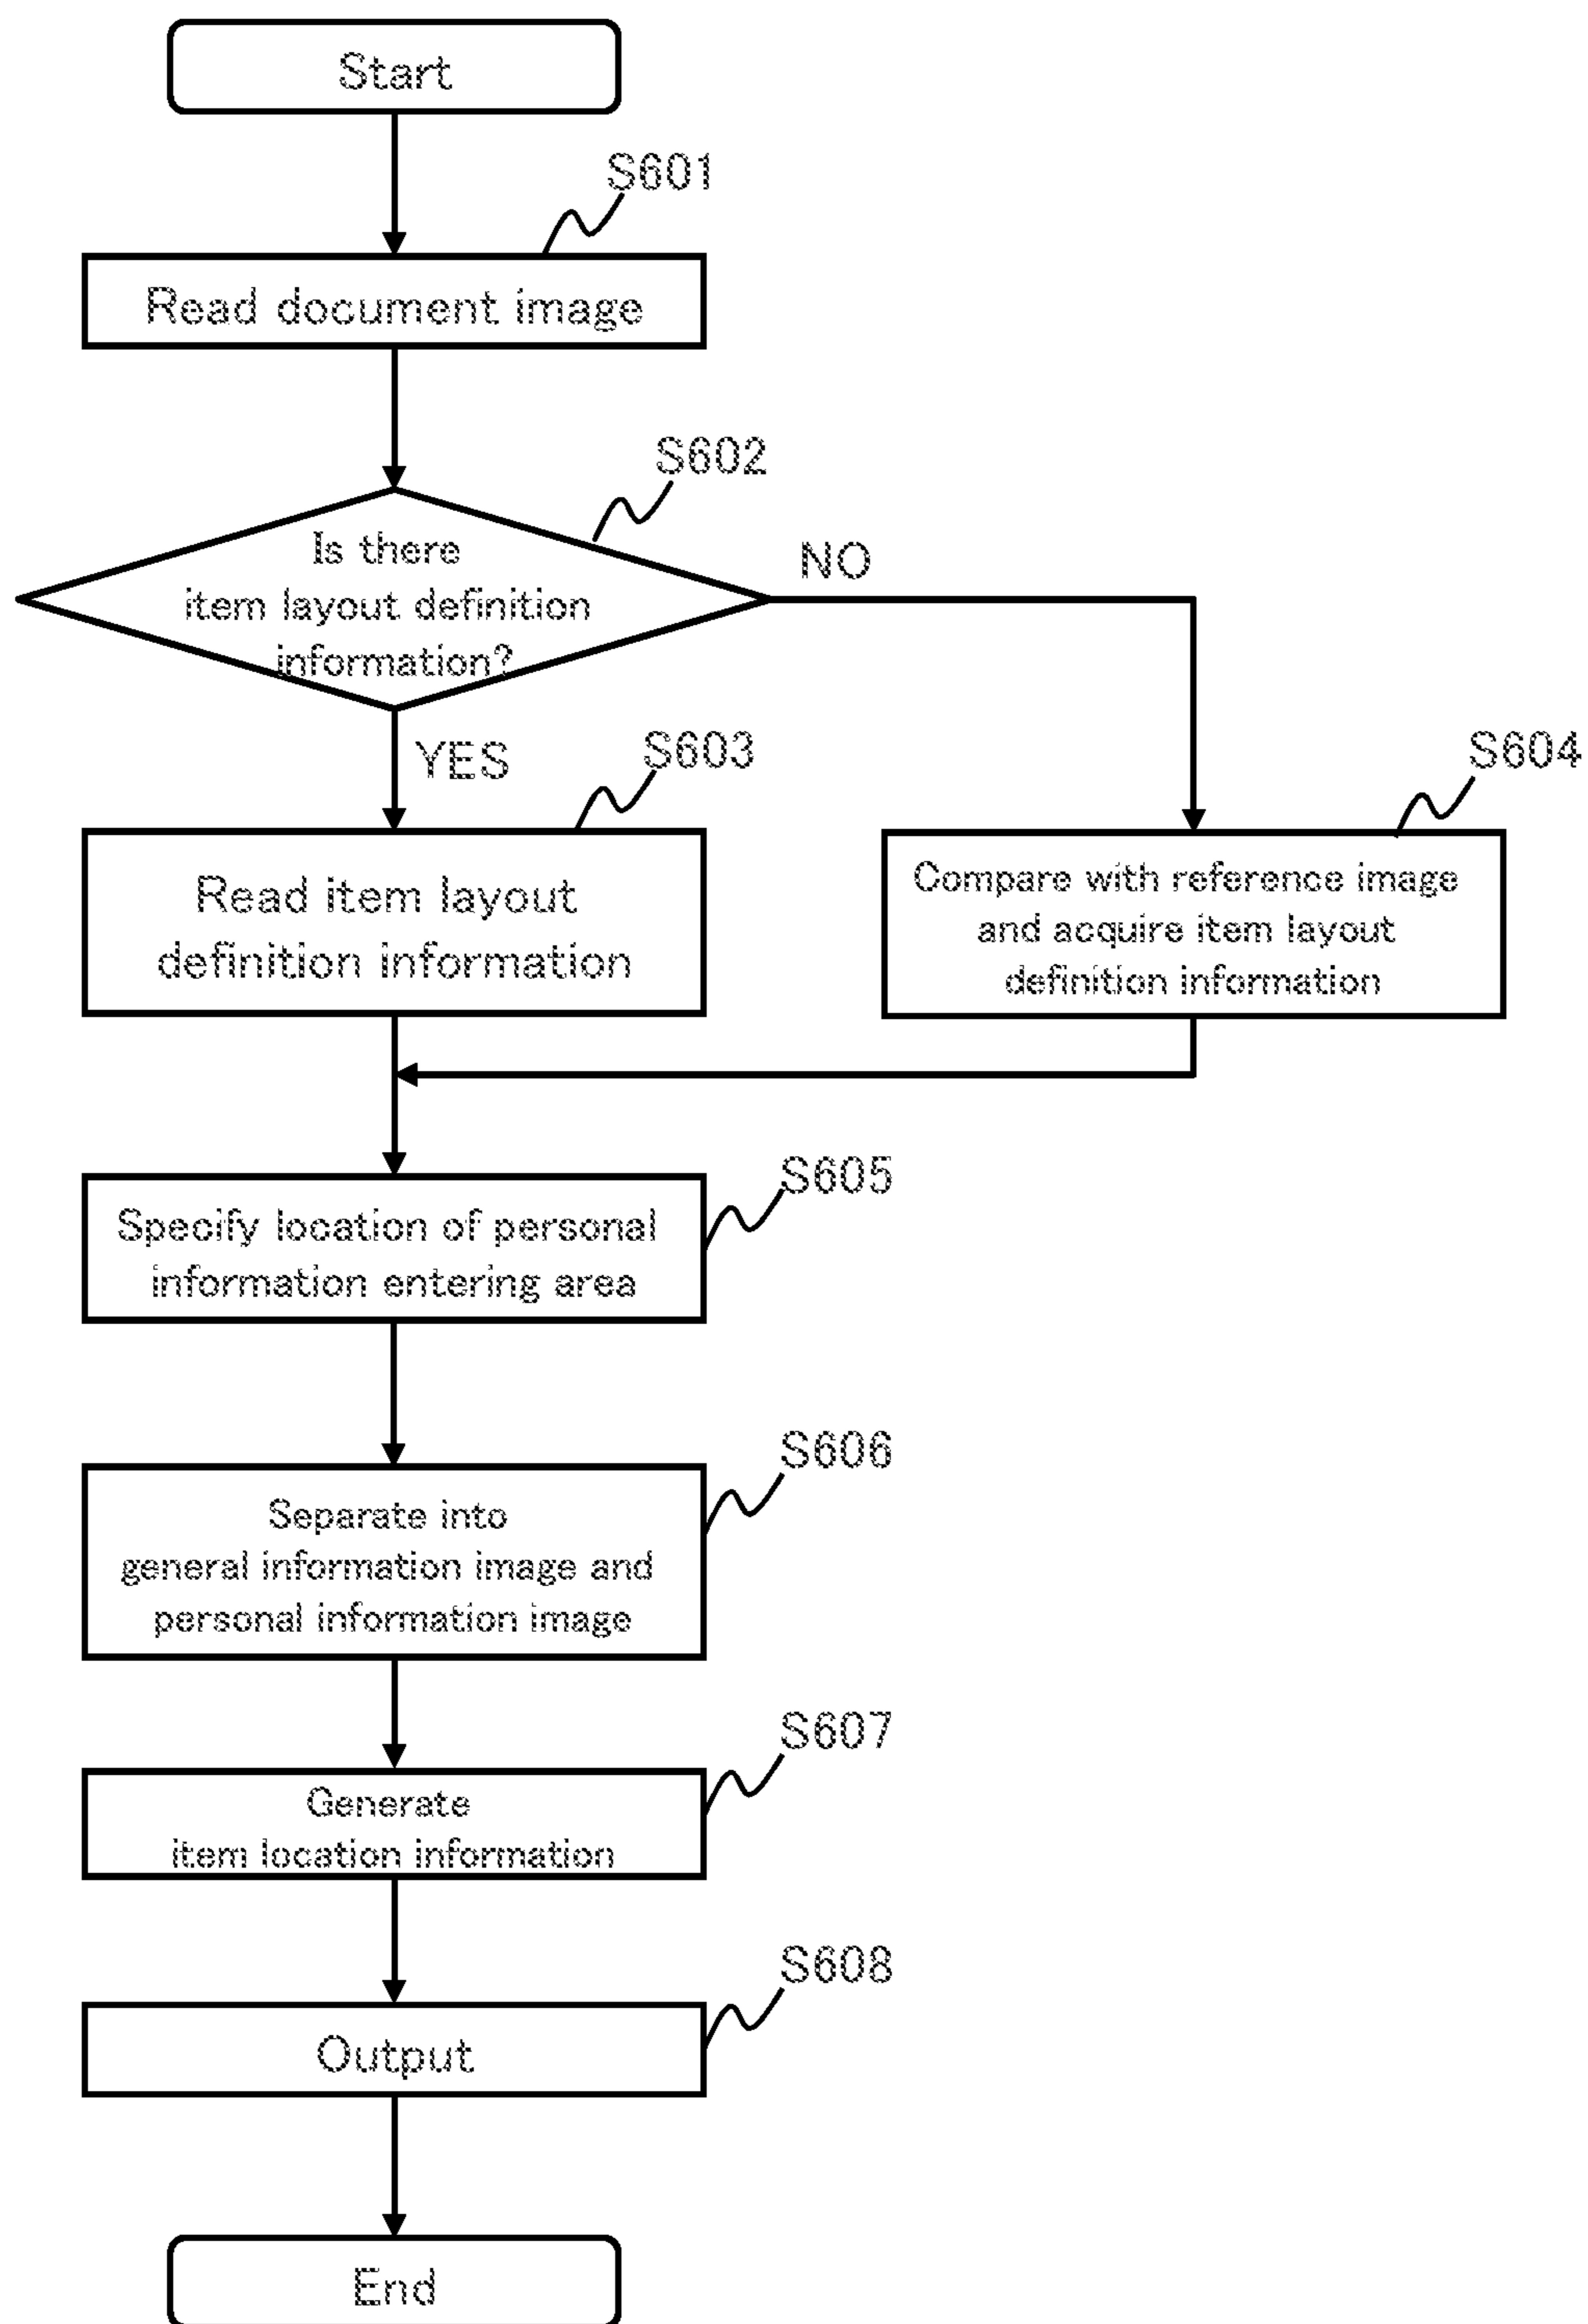 Start
S601
Read document image
S602
Is there
item layout definition
information?
NO
YES
S603
S604
Read item layout
definition information
Compare with reference image
and acquire item layout
definition information
S605
Specify location of personal
information entering area
S606
Separate into
general information image and
personal information image
S607
Generate
item location information
S608
Output
End